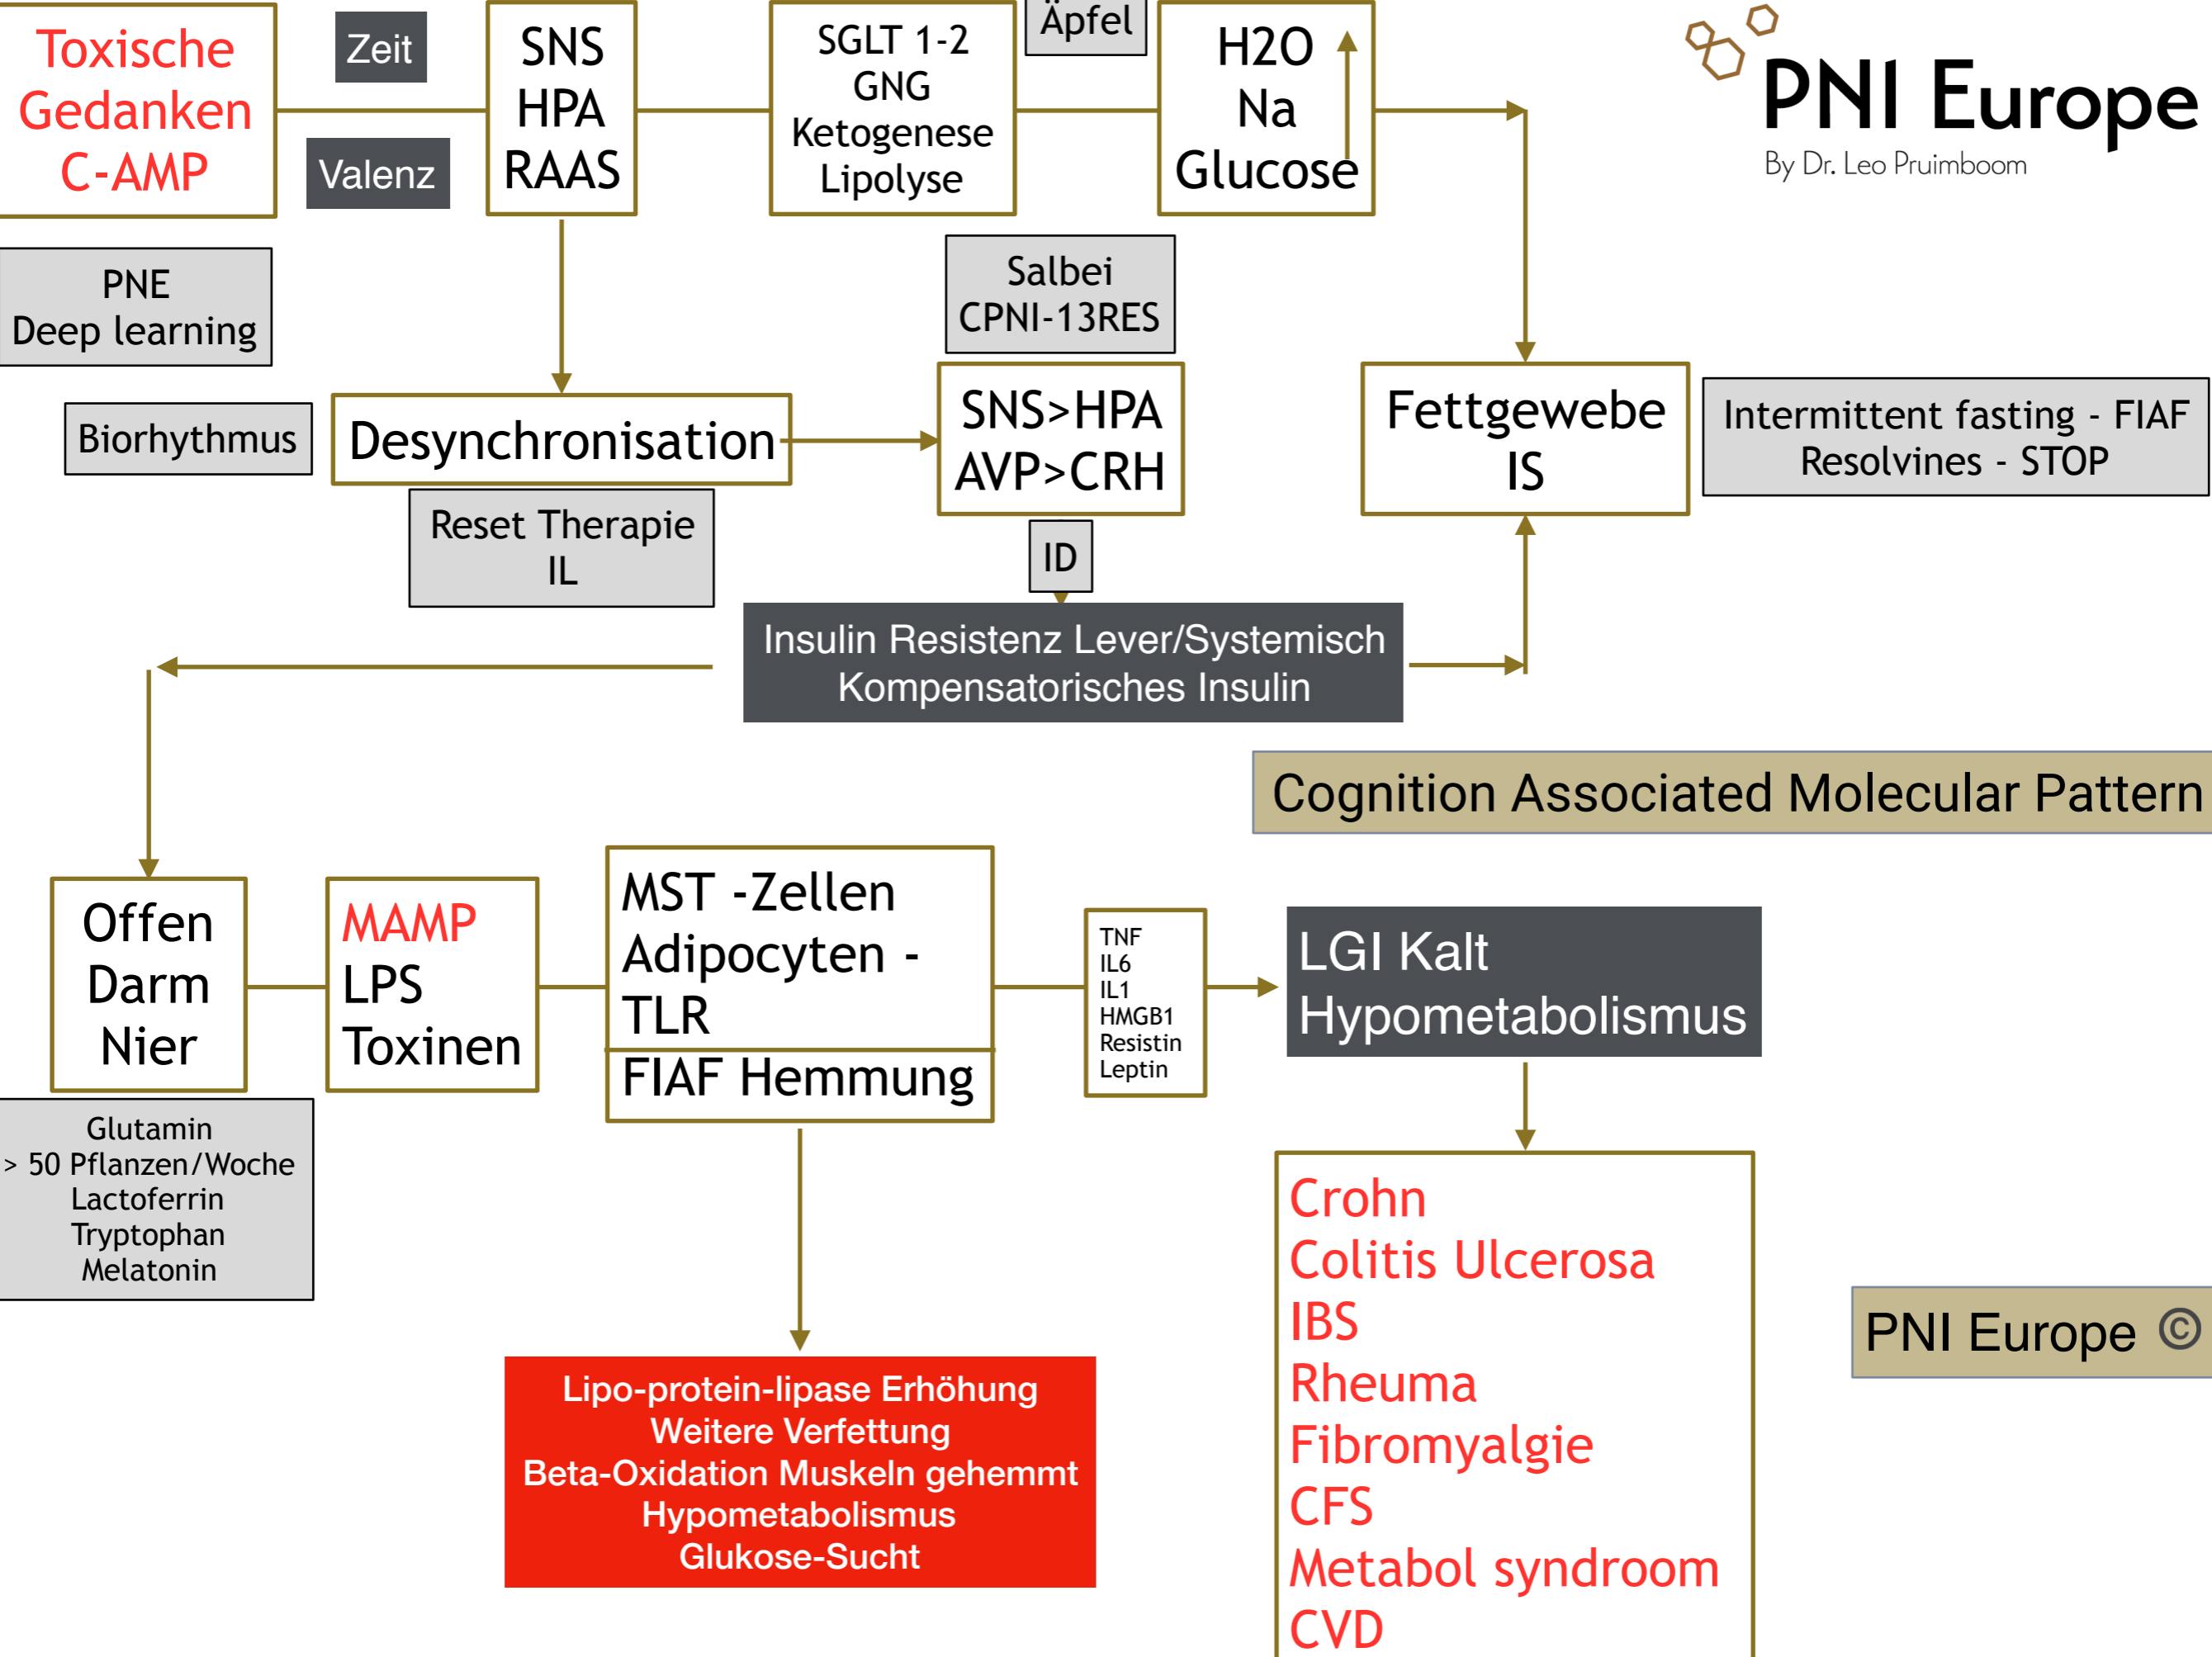 Toxische
Gedanken
C-AMP
Zeit
Valenz
SNS
HPA
RAAS
SGLT 1-2
GNG
Ketogenese
Lipolyse
Äpfel
H2O
Na
Glucose
PNI Europe
By Dr. Leo Pruimboom
PNE
Deep learning
Salbei
CPNI-13RES
Biorhythmus
Desynchronisation
SNS>HPA
AVP>CRH
Fettgewebe
IS
Intermittent fasting - FIAF
Resolvines - STOP
Reset Therapie
IL
ID
Insulin Resistenz Lever/Systemisch
Kompensatorisches Insulin
Cognition Associated Molecular Pattern
Offen
Darm
Nier
MAMP
LPS
Toxinen
MST -Zellen
Adipocyten -
TLR
FIAF Hemmung
TNF
IL6
IL1
HMGB1
Resistin
Leptin
LGI Kalt
Hypometabolismus
Glutamin
> 50 Pflanzen/Woche
Lactoferrin
Tryptophan
Melatonin
Crohn
Colitis Ulcerosa
IBS
Rheuma
Fibromyalgie
CFS
Metabol syndroom
CVD
PNI Europe ©
Lipo-protein-lipase Erhöhung
Weitere Verfettung
Beta-Oxidation Muskeln gehemmt
Hypometabolismus
Glukose-Sucht